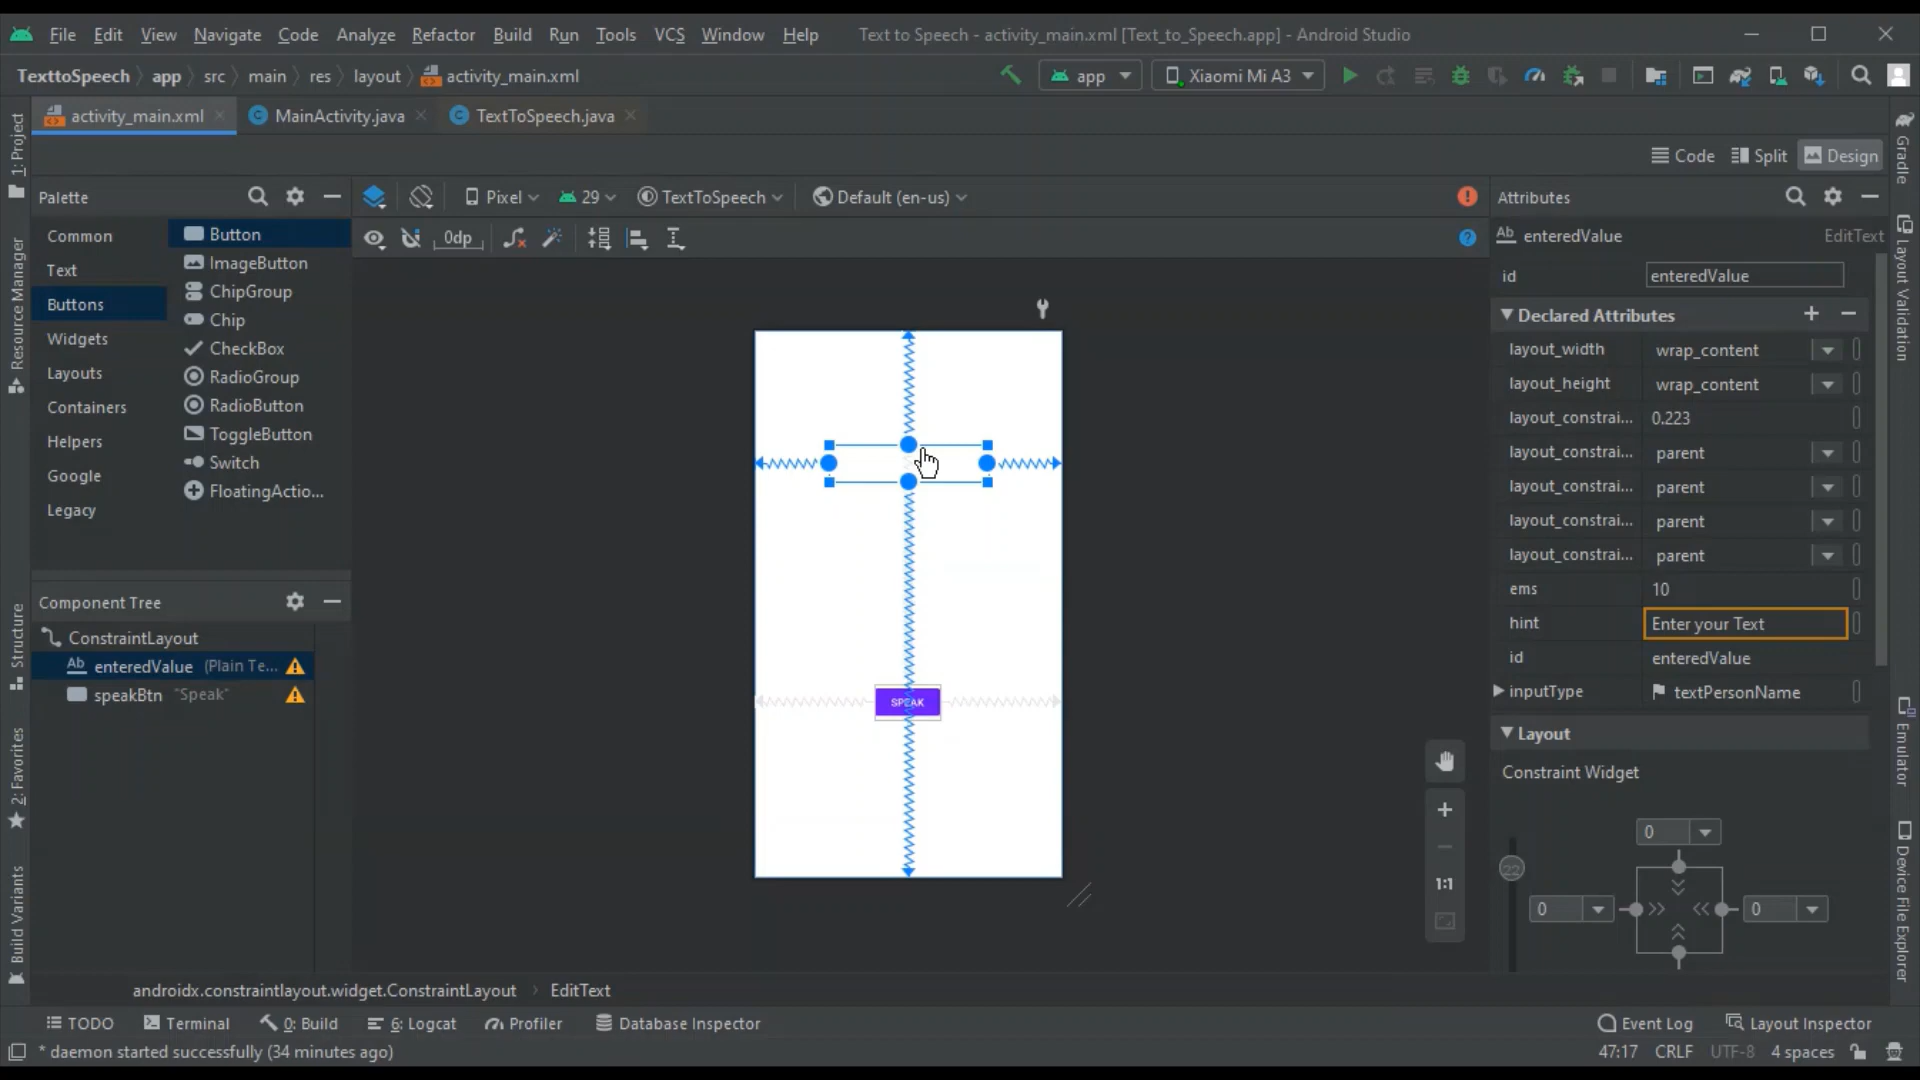 File Edit View Navigate Code Analyze Refactor Build Run Tools VCS Window Help Text to Speech - activity_main.xml [Text_to_Speech.app] - Android Studio
TexttoSpeech app src main res layout activity_main.xml app Xiaomi Mi A3
activity_main.xml MainActivity.java TextToSpeech.java
Code Split Design
Palette Pixel 29 TextToSpeech Default (en-us) Attributes
0dp
Common
Text
Buttons
Widgets
Layouts
Containers
Helpers
Google
Legacy
Button
ImageButton
ChipGroup
Chip
CheckBox
RadioGroup
RadioButton
ToggleButton
Switch
FloatingActio...
Component Tree
ConstraintLayout
Ab enteredValue (Plain Te...
speakBtn "Speak"
SPEAK
1:1
Ab enteredValue EditText
id enteredValue
Declared Attributes
layout_width wrap_content
layout_height wrap_content
layout_constrai... 0.223
layout_constrai... parent
layout_constrai... parent
layout_constrai... parent
layout_constrai... parent
ems 10
hint Enter your Text
id enteredValue
inputType textPersonName
Layout
Constraint Widget
0
22
0 0
1: Project
Resource Manager
Structure
2: Favorites
Build Variants
Gradle
Layout Validation
Emulator
Device File Explorer
androidx.constraintlayout.widget.ConstraintLayout EditText
TODO Terminal 0: Build 6: Logcat Profiler Database Inspector Event Log Layout Inspector
* daemon started successfully (34 minutes ago) 47:17 CRLF UTF-8 4 spaces